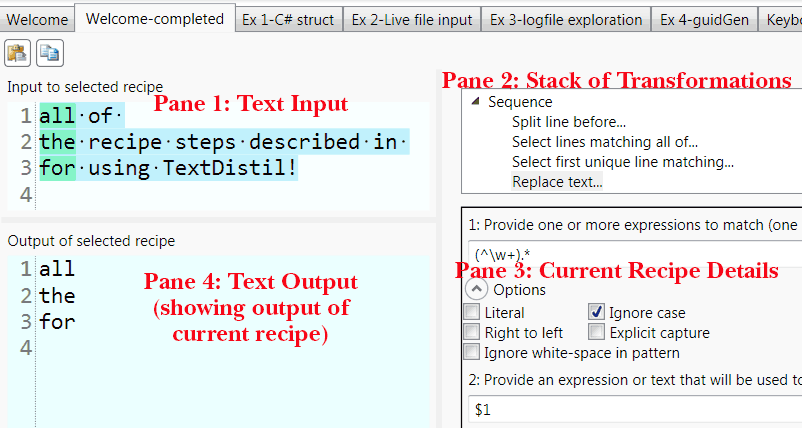 Welcome
Welcome-completed
Ex 1-C# struct
Ex 2-Live file input
Ex 3-logfile exploration
Ex 4-guidGen
Keyb
Input to selected recipe
Pane 1: Text Input
1 all·of·
2 the·recipe·steps·described·in·
3 for·using·TextDistil!
4
Output of selected recipe
1 all
2 the
3 for
4
Pane 4: Text Output
(showing output of
current recipe)
Pane 2: Stack of Transformations
Sequence
Split line before...
Select lines matching all of...
Select first unique line matching...
Replace text...
1: Provide one or more expressions to match (one
(^\w+).*
Pane 3: Current Recipe Details
Options
Literal
Ignore case
Right to left
Explicit capture
Ignore white-space in pattern
2: Provide an expression or text that will be used to
$1